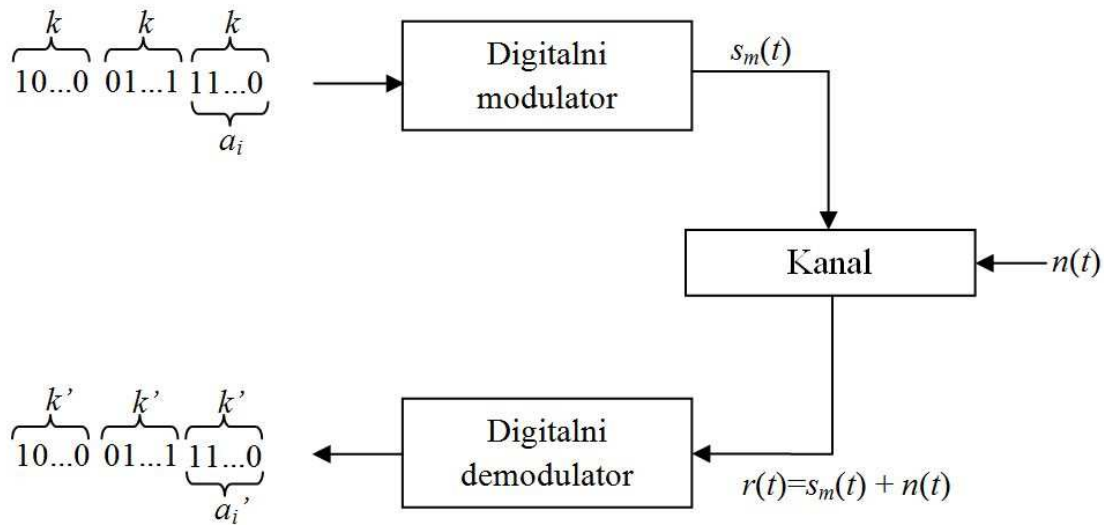 k k k
10...0 01...1 11...0
a_i
Digitalni
modulator
s_m(t)
Kanal
n(t)
k’ k’ k’
10...0 01...1 11...0
a_i’
Digitalni
demodulator
r(t)=s_m(t) + n(t)